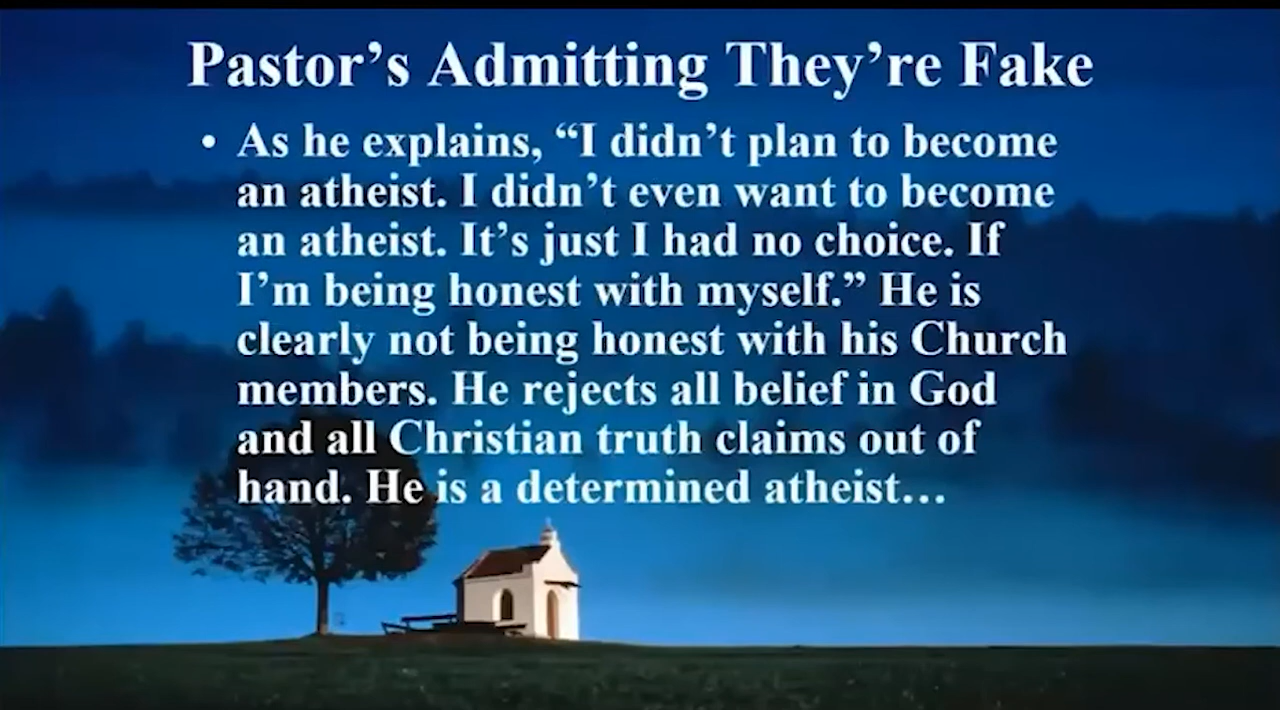 Pastor’s Admitting They’re Fake
• As he explains, “I didn’t plan to become
an atheist. I didn’t even want to become
an atheist. It’s just I had no choice. If
I’m being honest with myself.” He is
clearly not being honest with his Church
members. He rejects all belief in God
and all Christian truth claims out of
hand. He is a determined atheist…